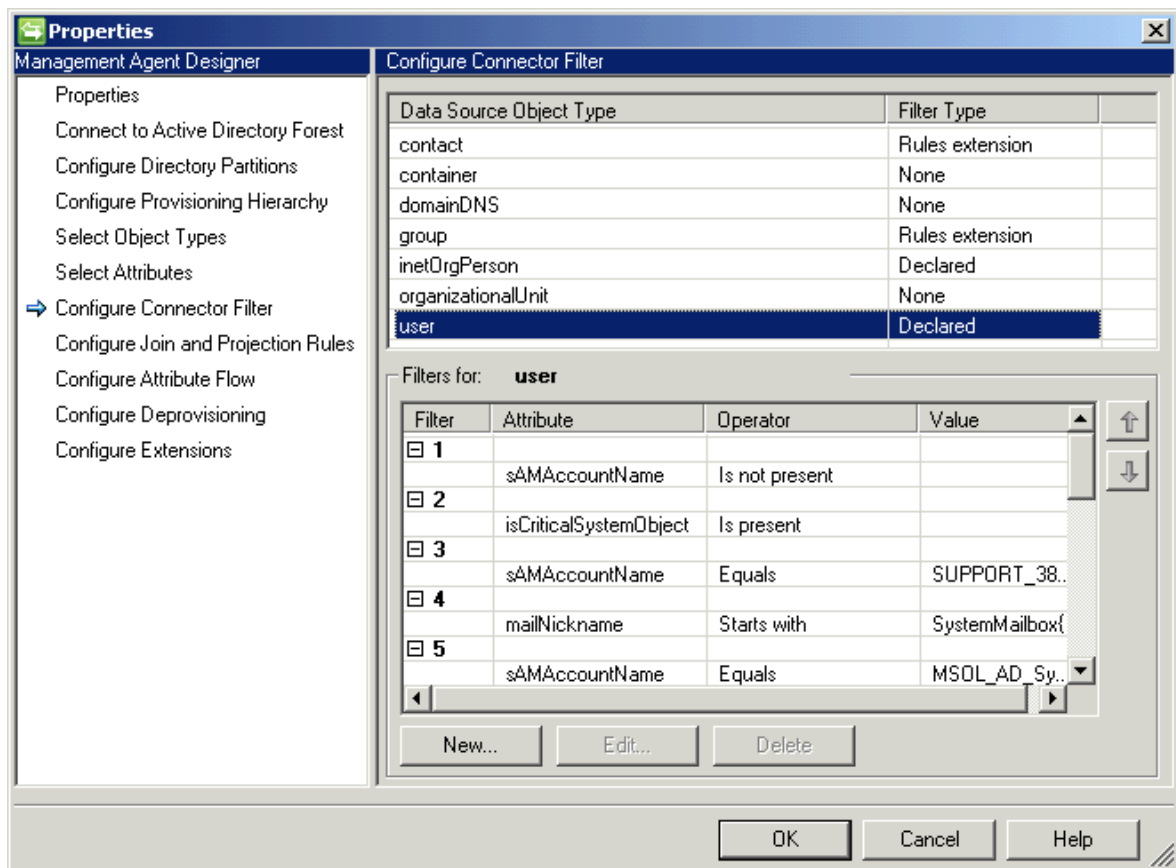 Properties
Management Agent Designer
Properties
Connect to Active Directory Forest
Configure Directory Partitions
Configure Provisioning Hierarchy
Select Object Types
Select Attributes
Configure Connector Filter
Configure Join and Projection Rules
Configure Attribute Flow
Configure Deprovisioning
Configure Extensions
Configure Connector Filter
Data Source Object Type Filter Type
contact Rules extension
container None
domainDNS None
group Rules extension
inetOrgPerson Declared
organizationalUnit None
user Declared
Filters for: user
Filter Attribute Operator Value
1
sAMAccountName Is not present
2
isCriticalSystemObject Is present
3
sAMAccountName Equals SUPPORT_38..
4
mailNickname Starts with SystemMailbox{
5
sAMAccountName Equals MSOL_AD_Sy..
New... Edit... Delete
OK Cancel Help